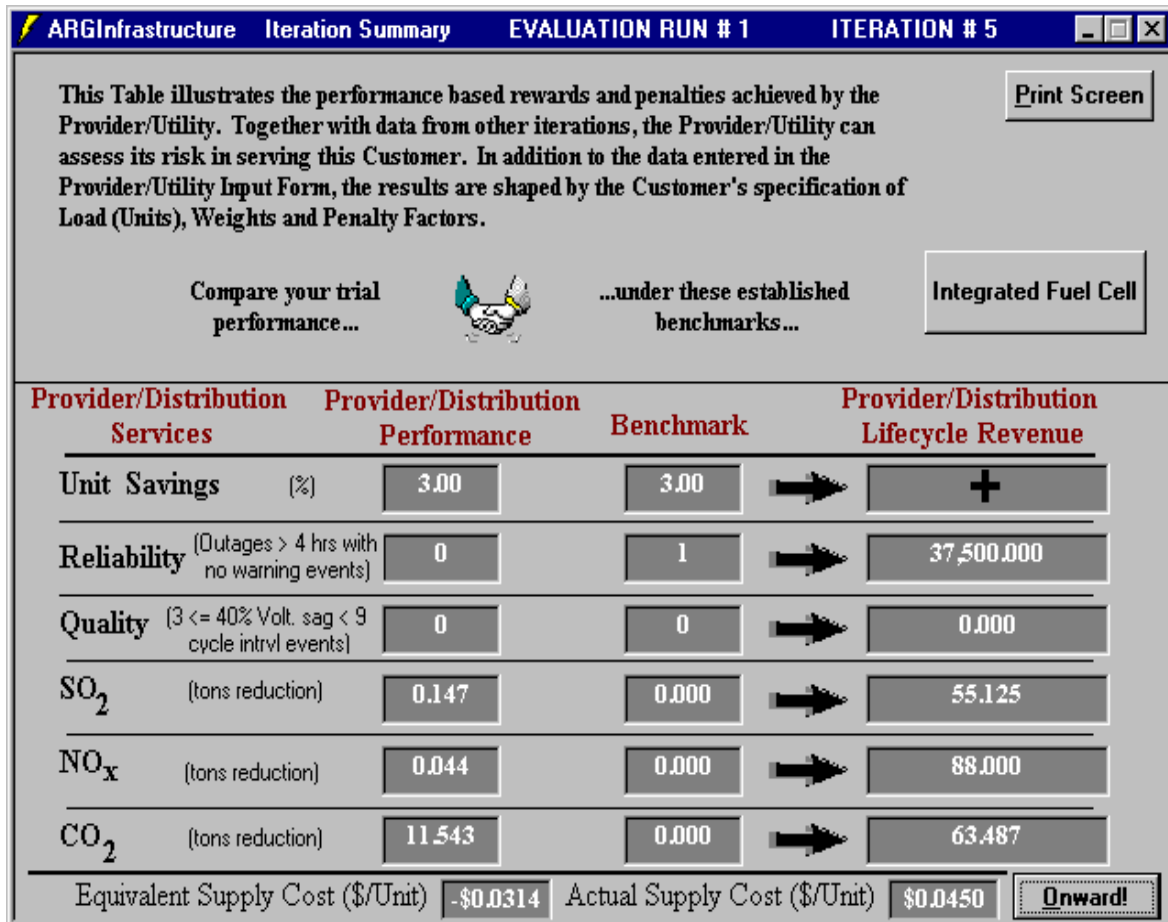 ARGInfrastructure Iteration Summary EVALUATION RUN # 1 ITERATION # 5
This Table illustrates the performance based rewards and penalties achieved by the
Provider/Utility. Together with data from other iterations, the Provider/Utility can
assess its risk in serving this Customer. In addition to the data entered in the
Provider/Utility Input Form, the results are shaped by the Customer's specification of
Load (Units), Weights and Penalty Factors.
Print Screen
Compare your trial
performance...
...under these established
benchmarks...
Integrated Fuel Cell
Provider/Distribution
Services
Provider/Distribution
Performance
Benchmark
Provider/Distribution
Lifecycle Revenue
Unit Savings (%) 3.00 3.00 +
Reliability (Outages > 4 hrs with
no warning events) 0 1 37,500.000
Quality (3 <= 40% Volt. sag < 9
cycle intrvl events) 0 0 0.000
SO2 (tons reduction) 0.147 0.000 55.125
NOX (tons reduction) 0.044 0.000 88.000
CO2 (tons reduction) 11.543 0.000 63.487
Equivalent Supply Cost ($/Unit) -$0.0314 Actual Supply Cost ($/Unit) $0.0450 Onward!